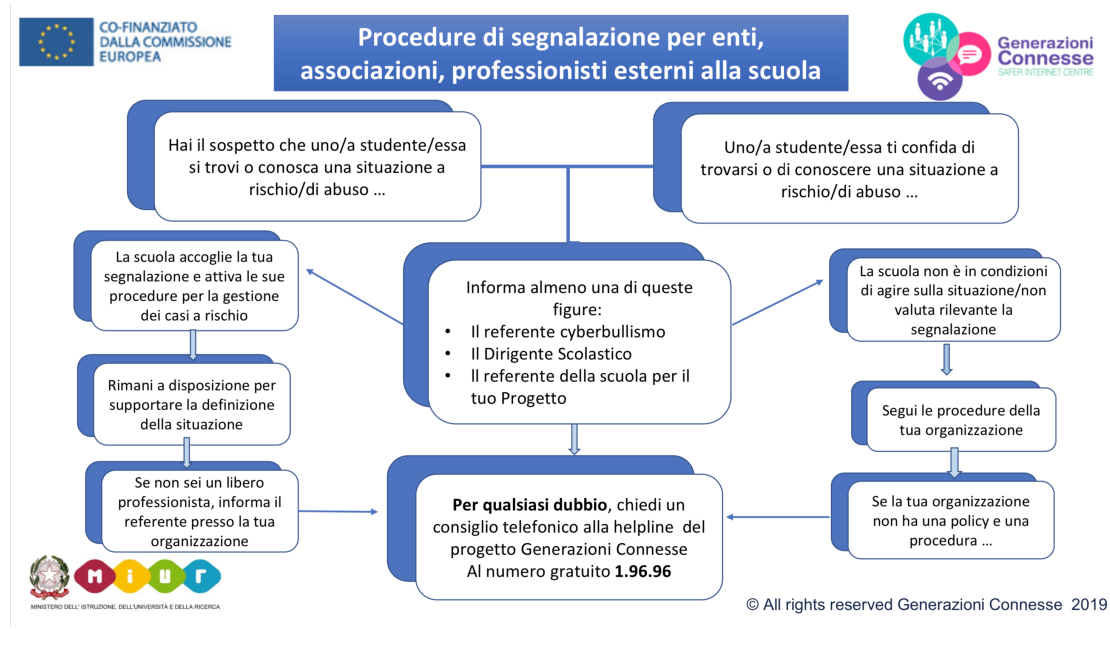 CO-FINANZIATO
DALLA COMMISSIONE
EUROPEA
Procedure di segnalazione per enti,
associazioni, professionisti esterni alla scuola
Generazioni
Connesse
SAFER INTERNET CENTRE
Hai il sospetto che uno/a studente/essa
si trovi o conosca una situazione a
rischio/di abuso ...
Uno/a studente/essa ti confida di
trovarsi o di conoscere una situazione a
rischio/di abuso ...
La scuola accoglie la tua
segnalazione e attiva le sue
procedure per la gestione
dei casi a rischio
Informa almeno una di queste
figure:
• Il referente cyberbullismo
• Il Dirigente Scolastico
• Il referente della scuola per il
tuo Progetto
La scuola non è in condizioni
di agire sulla situazione/non
valuta rilevante la
segnalazione
Rimani a disposizione per
supportare la definizione
della situazione
Segui le procedure della
tua organizzazione
Se non sei un libero
professionista, informa il
referente presso la tua
organizzazione
Per qualsiasi dubbio, chiedi un
consiglio telefonico alla helpline del
progetto Generazioni Connesse
Al numero gratuito 1.96.96
Se la tua organizzazione
non ha una policy e una
procedura ...
miur
MINISTERO DELL' ISTRUZIONE, DELL'UNIVERSITÀ E DELLA RICERCA
© All rights reserved Generazioni Connesse 2019